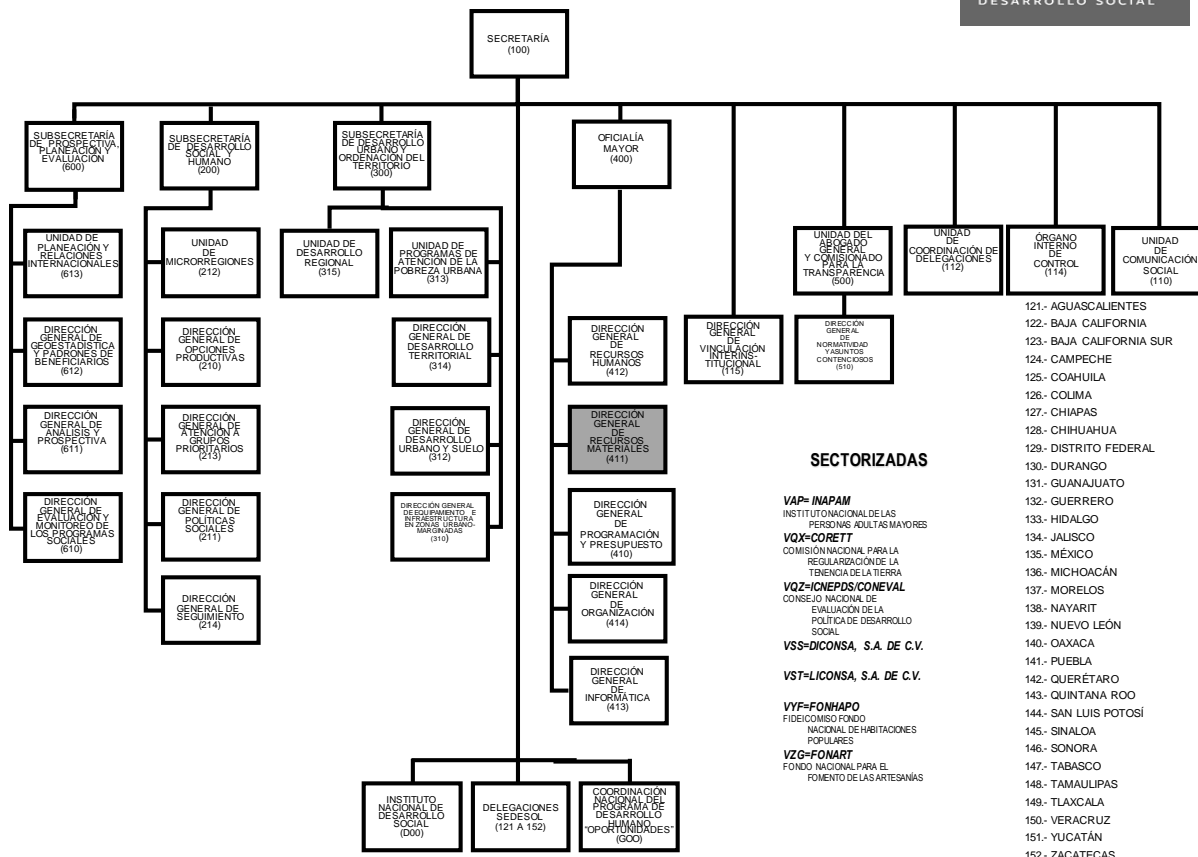 DESARROLLO SOCIAL
SECRETARÍA
(100)
SUBSECRETARÍA
DE PROSPECTIVA,
PLANEACIÓN Y
EVALUACIÓN
(600)
SUBSECRETARÍA
DE DESARROLLO
SOCIAL Y
HUMANO
(200)
SUBSECRETARÍA
DE DESARROLLO
URBANO Y
ORDENACIÓN DEL
TERRITORIO
(300)
OFICIALÍA
MAYOR
(400)
UNIDAD DE
PLANEACIÓN Y
RELACIONES
INTERNACIONALES
(613)
UNIDAD
DE
MICRORREGIONES
(212)
UNIDAD DE
DESARROLLO
REGIONAL
(315)
UNIDAD DE
PROGRAMAS DE
ATENCIÓN DE LA
POBREZA URBANA
(313)
UNIDAD DEL
ABOGADO
GENERAL
Y COMISIONADO
PARA LA
TRANSPARENCIA
(500)
UNIDAD
DE
COORDINACIÓN DE
DELEGACIONES
(112)
ÓRGANO
INTERNO
DE
CONTROL
(114)
UNIDAD
DE
COMUNICACIÓN
SOCIAL
(110)
DIRECCIÓN
GENERAL DE
GEOESTADÍSTICA
Y PADRONES DE
BENEFICIARIOS
(612)
DIRECCIÓN
GENERAL DE
OPCIONES
PRODUCTIVAS
(210)
DIRECCIÓN
GENERAL DE
DESARROLLO
TERRITORIAL
(314)
DIRECCIÓN
GENERAL
DE
RECURSOS
HUMANOS
(412)
DIRECCIÓN
GENERAL
DE
VINCULACIÓN
INTERINS-
TITUCIONAL
(115)
DIRECCIÓN
GENERAL
DE
NORMATIVIDAD
Y ASUNTOS
CONTENCIOSOS
(510)
DIRECCIÓN
GENERAL DE
ANÁLISIS Y
PROSPECTIVA
(611)
DIRECCIÓN
GENERAL DE
ATENCIÓN A
GRUPOS
PRIORITARIOS
(213)
DIRECCIÓN
GENERAL DE
DESARROLLO
URBANO Y SUELO
(312)
DIRECCIÓN
GENERAL
DE
RECURSOS
MATERIALES
(411)
DIRECCIÓN
GENERAL DE
EVALUACIÓN Y
MONITOREO DE
LOS PROGRAMAS
SOCIALES
(610)
DIRECCIÓN
GENERAL DE
POLÍTICAS
SOCIALES
(211)
DIRECCIÓN GENERAL
DE EQUIPAMIENTO E
INFRAESTRUCTURA
EN ZONAS URBANO-
MARGINADAS
(310)
DIRECCIÓN
GENERAL
DE
PROGRAMACIÓN
Y PRESUPUESTO
(410)
DIRECCIÓN
GENERAL DE
SEGUIMIENTO
(214)
DIRECCIÓN
GENERAL
DE
ORGANIZACIÓN
(414)
DIRECCIÓN
GENERAL
DE
INFORMÁTICA
(413)
INSTITUTO
NACIONAL DE
DESARROLLO
SOCIAL
(D00)
DELEGACIONES
SEDESOL
(121 A 152)
COORDINACIÓN
NACIONAL DEL
PROGRAMA DE
DESARROLLO
HUMANO
"OPORTUNIDADES"
(GOO)
SECTORIZADAS
VAP= INAPAM
INSTITUTO NACIONAL DE LAS
PERSONAS ADULTAS MAYORES
VQX=CORETT
COMISIÓN NACIONAL PARA LA
REGULARIZACIÓN DE LA
TENENCIA DE LA TIERRA
VQZ=ICNEPDS/CONEVAL
CONSEJO NACIONAL DE
EVALUACIÓN DE LA
POLÍTICA DE DESARROLLO
SOCIAL
VSS=DICONSA, S.A. DE C.V.
VST=LICONSA, S.A. DE C.V.
VYF=FONHAPO
FIDEICOMISO FONDO
NACIONAL DE HABITACIONES
POPULARES
VZG=FONART
FONDO NACIONAL PARA EL
FOMENTO DE LAS ARTESANÍAS
121.- AGUASCALIENTES
122.- BAJA CALIFORNIA
123.- BAJA CALIFORNIA SUR
124.- CAMPECHE
125.- COAHUILA
126.- COLIMA
127.- CHIAPAS
128.- CHIHUAHUA
129.- DISTRITO FEDERAL
130.- DURANGO
131.- GUANAJUATO
132.- GUERRERO
133.- HIDALGO
134.- JALISCO
135.- MÉXICO
136.- MICHOACÁN
137.- MORELOS
138.- NAYARIT
139.- NUEVO LEÓN
140.- OAXACA
141.- PUEBLA
142.- QUERÉTARO
143.- QUINTANA ROO
144.- SAN LUIS POTOSÍ
145.- SINALOA
146.- SONORA
147.- TABASCO
148.- TAMAULIPAS
149.- TLAXCALA
150.- VERACRUZ
151.- YUCATÁN
152.- ZACATECAS